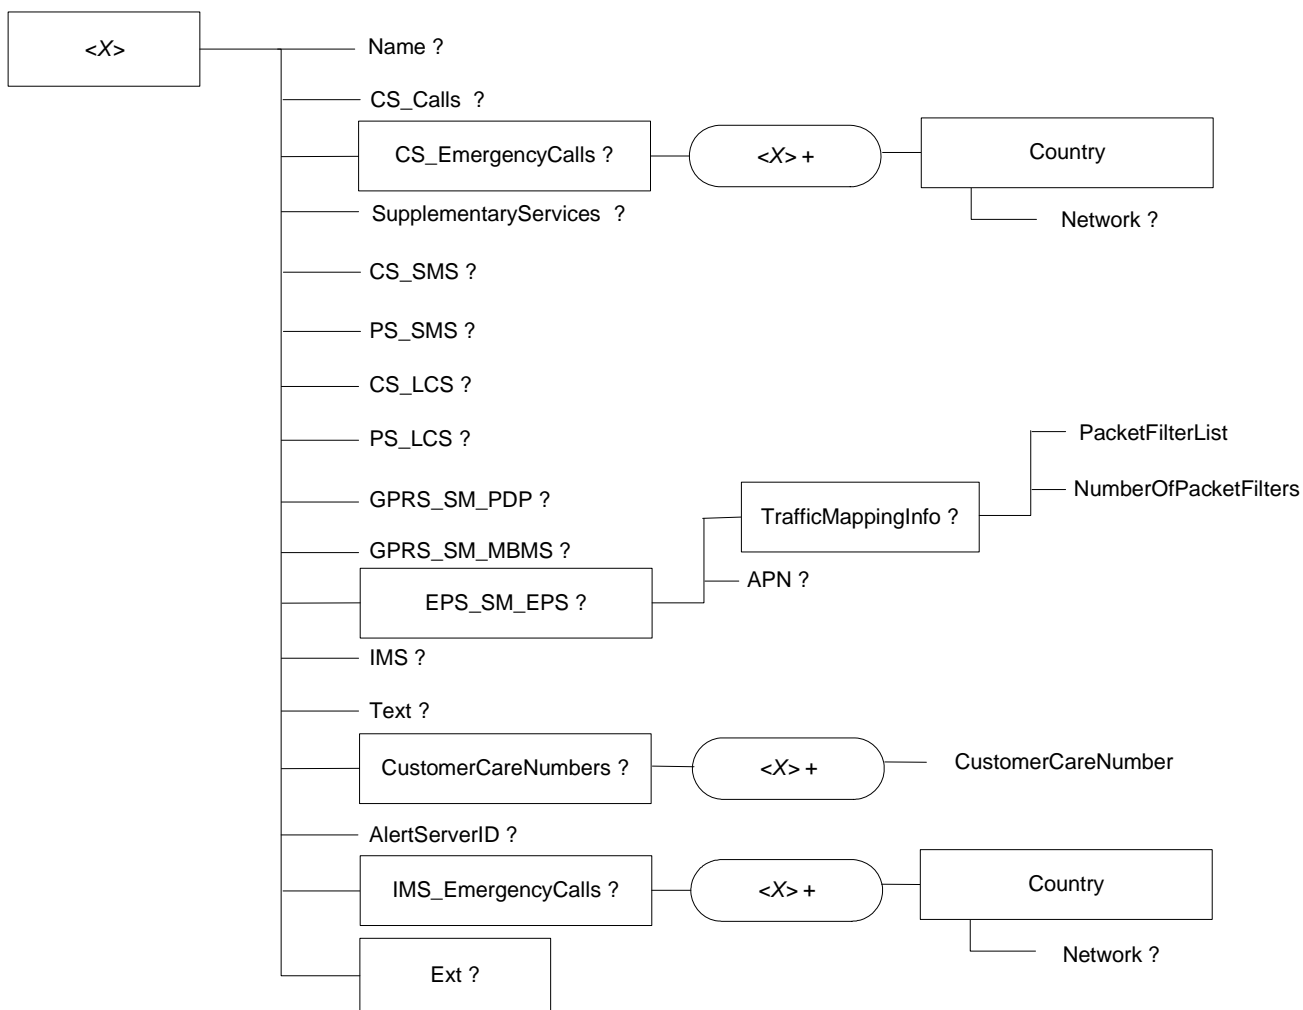 <X>
Name ?
CS_Calls ?
CS_EmergencyCalls ?
<X> +
Country
Network ?
SupplementaryServices ?
CS_SMS ?
PS_SMS ?
CS_LCS ?
PS_LCS ?
GPRS_SM_PDP ?
GPRS_SM_MBMS ?
EPS_SM_EPS ?
TrafficMappingInfo ?
PacketFilterList
NumberOfPacketFilters
APN ?
IMS ?
Text ?
CustomerCareNumbers ?
<X> +
CustomerCareNumber
AlertServerID ?
IMS_EmergencyCalls ?
<X> +
Country
Network ?
Ext ?